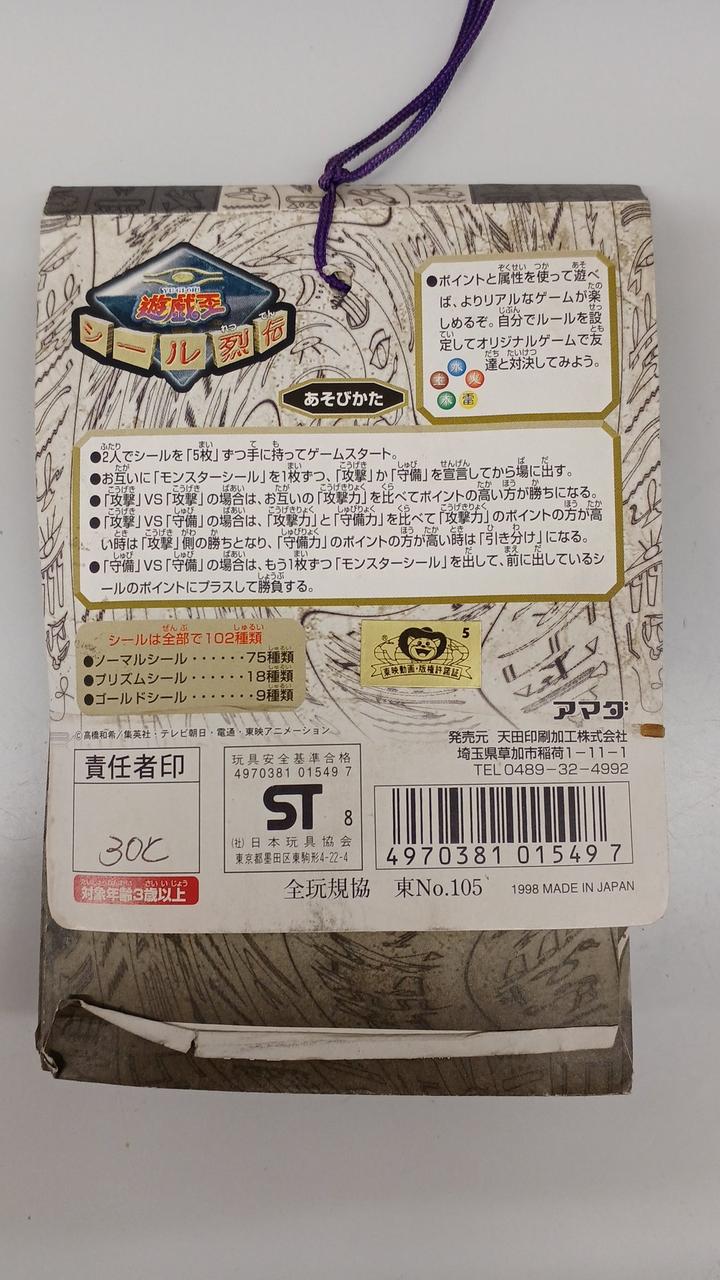 YU-GI-OH!
遊戯王
シール烈伝
●ポイントと属性を使って遊べ
ば、よりリアルなゲームが楽
しめるぞ。自分でルールを設
定してオリジナルゲームで友
達と対決してみよう。
水
土 火
木 雷
あそびかた
●2人でシールを「5枚」ずつ手に持ってゲームスタート。
●お互いに「モンスターシール」を1枚ずつ、「攻撃」か「守備」を宣言してから場に出す。
●「攻撃」VS「攻撃」の場合は、お互いの「攻撃力」を比べてポイントの高い方が勝ちになる。
●「攻撃」VS「守備」の場合は、「攻撃力」と「守備力」を比べて「攻撃力」のポイントの方が高
い時は「攻撃」側の勝ちとなり、「守備力」のポイントの方が高い時は「引き分け」になる。
●「守備」VS「守備」の場合は、もう1枚ずつ「モンスターシール」を出して、前に出しているシ
ールのポイントにプラスして勝負する。
シールは全部で102種類
●ノーマルシール・・・・・・75種類
●プリズムシール・・・・・・18種類
●ゴールドシール・・・・・・9種類
® 5
東映動画・版権許諾証
アマダ
©高橋和希/集英社・テレビ朝日・電通・東映アニメーション
発売元 天田印刷加工株式会社
埼玉県草加市稲荷1-11-1
TEL0489-32-4992
責任者印
30と
玩具安全基準合格
4970381 01549 7
ST 8
(社)日本玩具協会
東京都墨田区東駒形4-22-4
4970381 015497
対象年齢3歳以上
全玩規協 東No.105
1998 MADE IN JAPAN